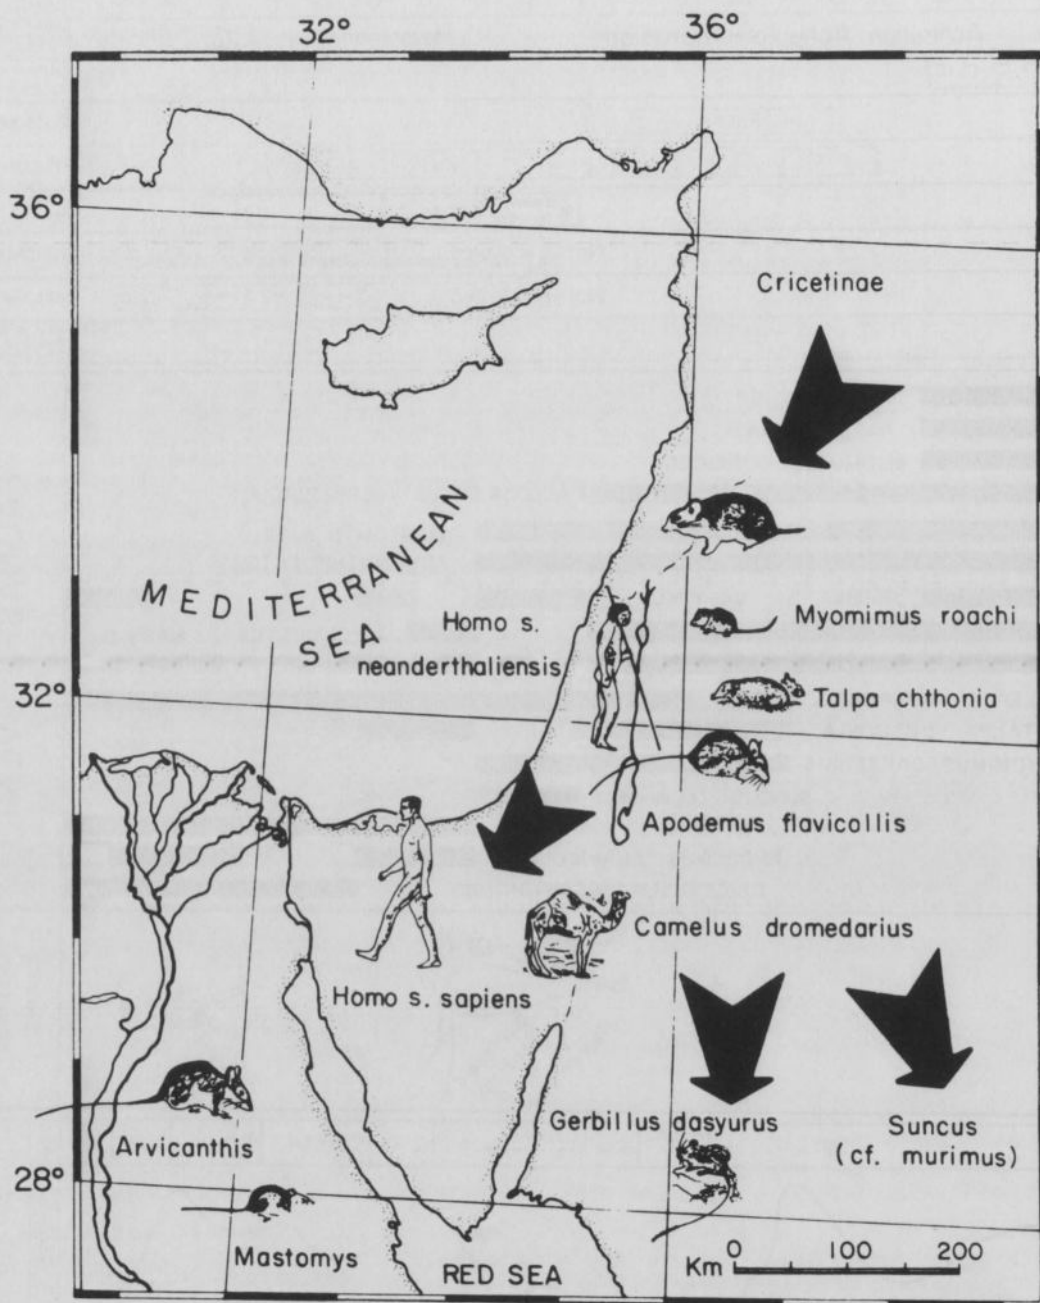 32° 36°
36°
Cricetinae
MEDITERRANEAN
SEA
Homo s.
neanderthaliensis
Myomimus roachi
Talpa chthonia
32°
Apodemus flavicollis
Camelus dromedarius
Homo s. sapiens
Gerbillus dasyurus
Suncus
(cf. murimus)
Arvicanthis
28°
Mastomys
RED SEA
0 100 200
Km